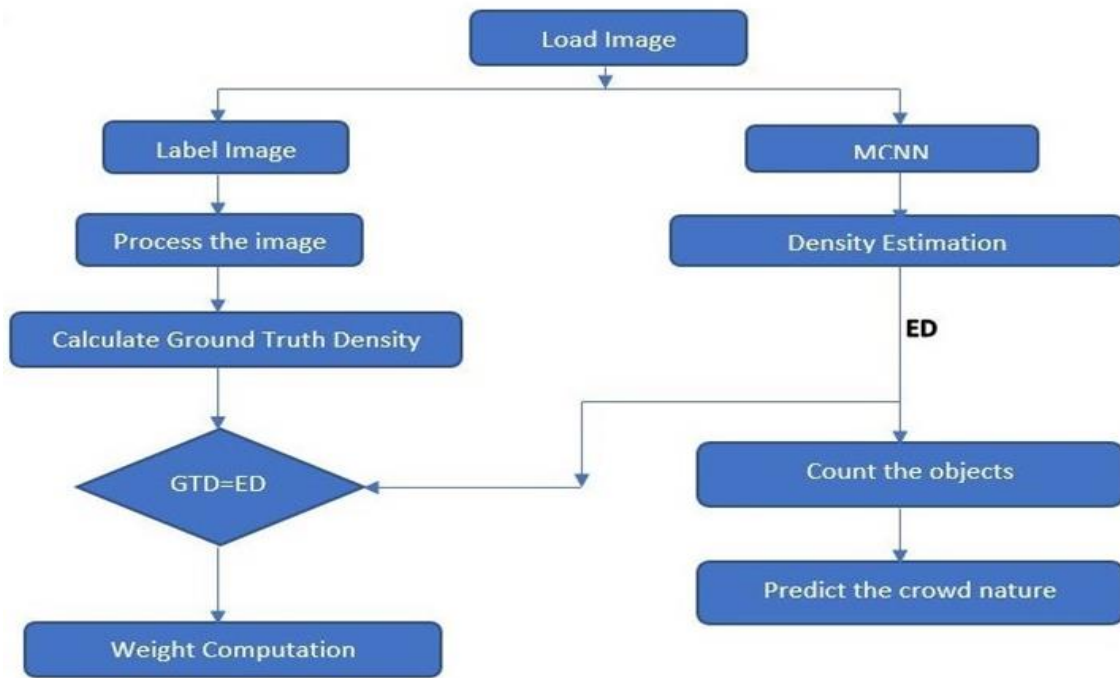 Load Image
Label Image
MCNN
Process the image
Density Estimation
Calculate Ground Truth Density
ED
GTD=ED
Count the objects
Predict the crowd nature
Weight Computation